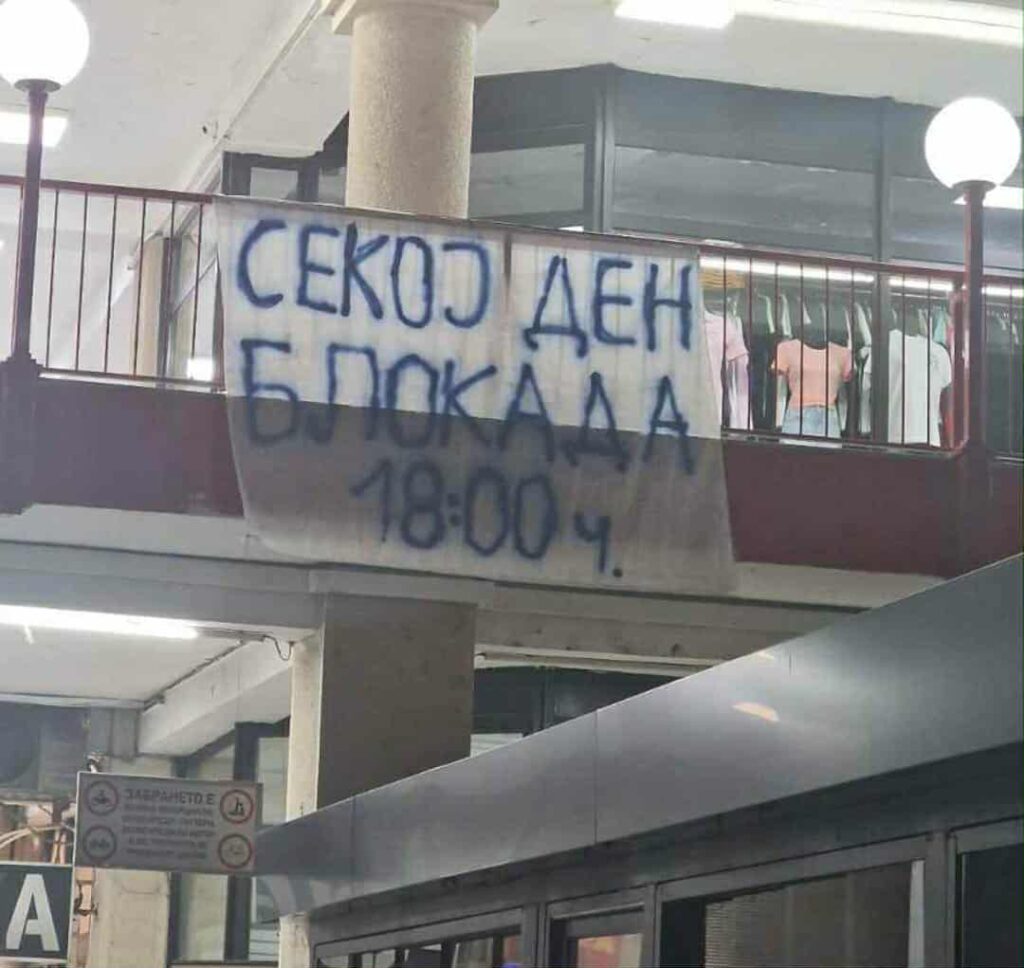 СЕКОЈ ДЕН
БЛОКАДА
18:00 ч.
ЗАБРАНЕТО Е
A